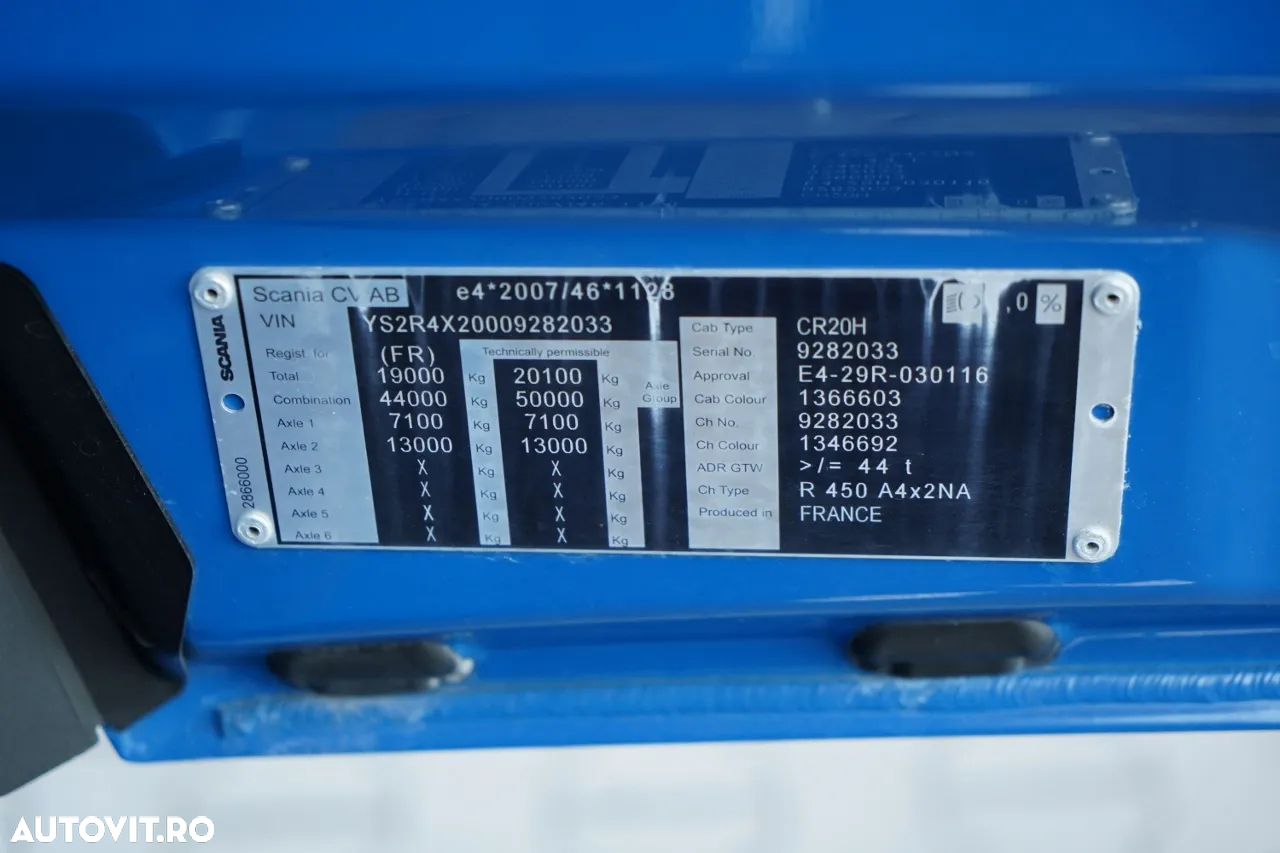 Scania CV AB e4*2007/46*1128 ,0 %
VIN YS2R4X20009282033
SCANIA
2866000
Regist. for (FR) Technically permissible
Total 19000 Kg 20100 Kg Axle
Combination 44000 Kg 50000 Kg Group
Axle 1 7100 Kg 7100 Kg
Axle 2 13000 Kg 13000 Kg
Axle 3 X Kg X Kg
Axle 4 X Kg X Kg
Axle 5 X Kg X Kg
Axle 6 X Kg X Kg
Cab Type CR20H
Serial No. 9282033
Approval E4-29R-030116
Cab Colour 1366603
Ch No. 9282033
Ch Colour 1346692
ADR GTW >/= 44 t
Ch Type R 450 A4x2NA
Produced in FRANCE
AUTOVIT.RO